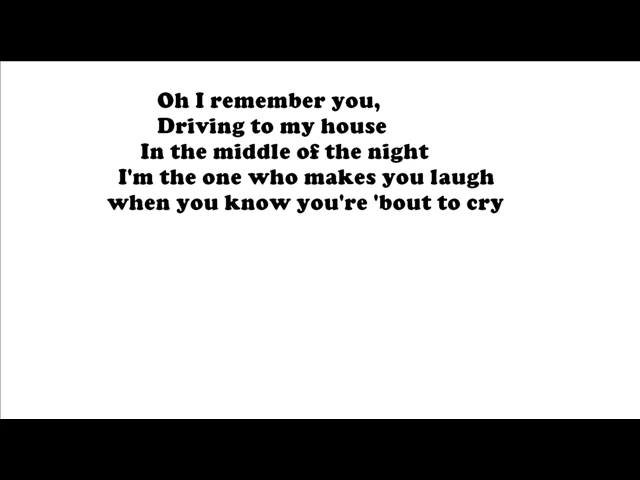 Oh I remember you,
Driving to my house
In the middle of the night
I'm the one who makes you laugh
when you know you're 'bout to cry